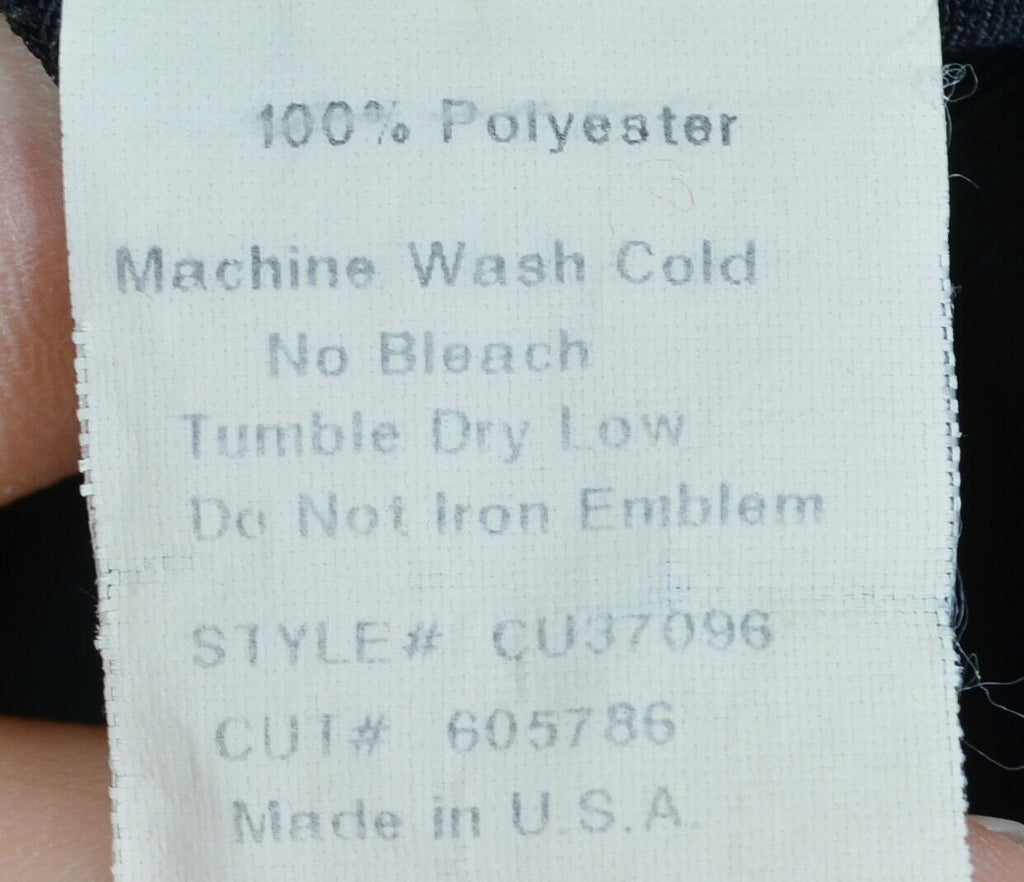 100% Polyester
Machine Wash Cold
No Bleach
Tumble Dry Low
Do Not Iron Emblem
STYLE# CU37096
CUT# 605786
Made in U.S.A.